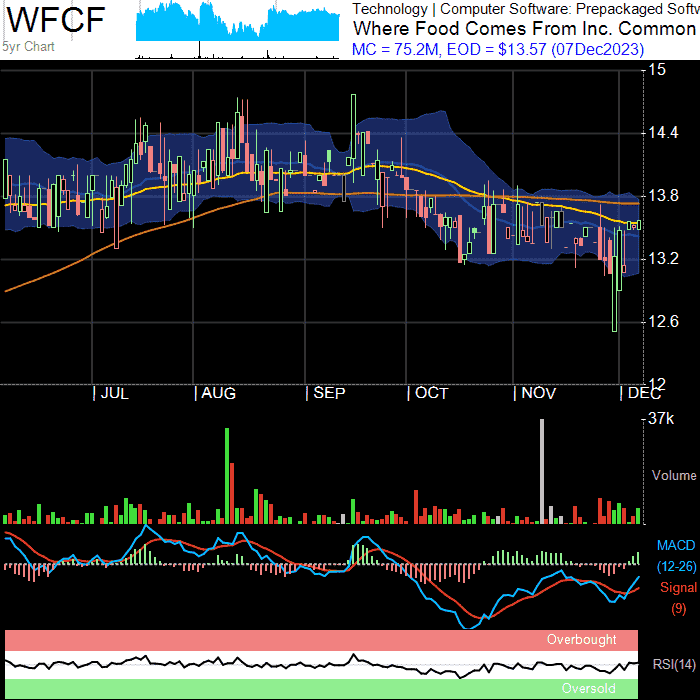 WFCF
5yr Chart
Technology | Computer Software: Prepackaged Softw
Where Food Comes From Inc. Common
MC = 75.2M, EOD = $13.57 (07Dec2023)
15
14.4
13.8
13.2
12.6
12
JUL AUG SEP OCT NOV DEC
37k
Volume
MACD
(12-26)
Signal
(9)
Overbought
RSI(14)
Oversold